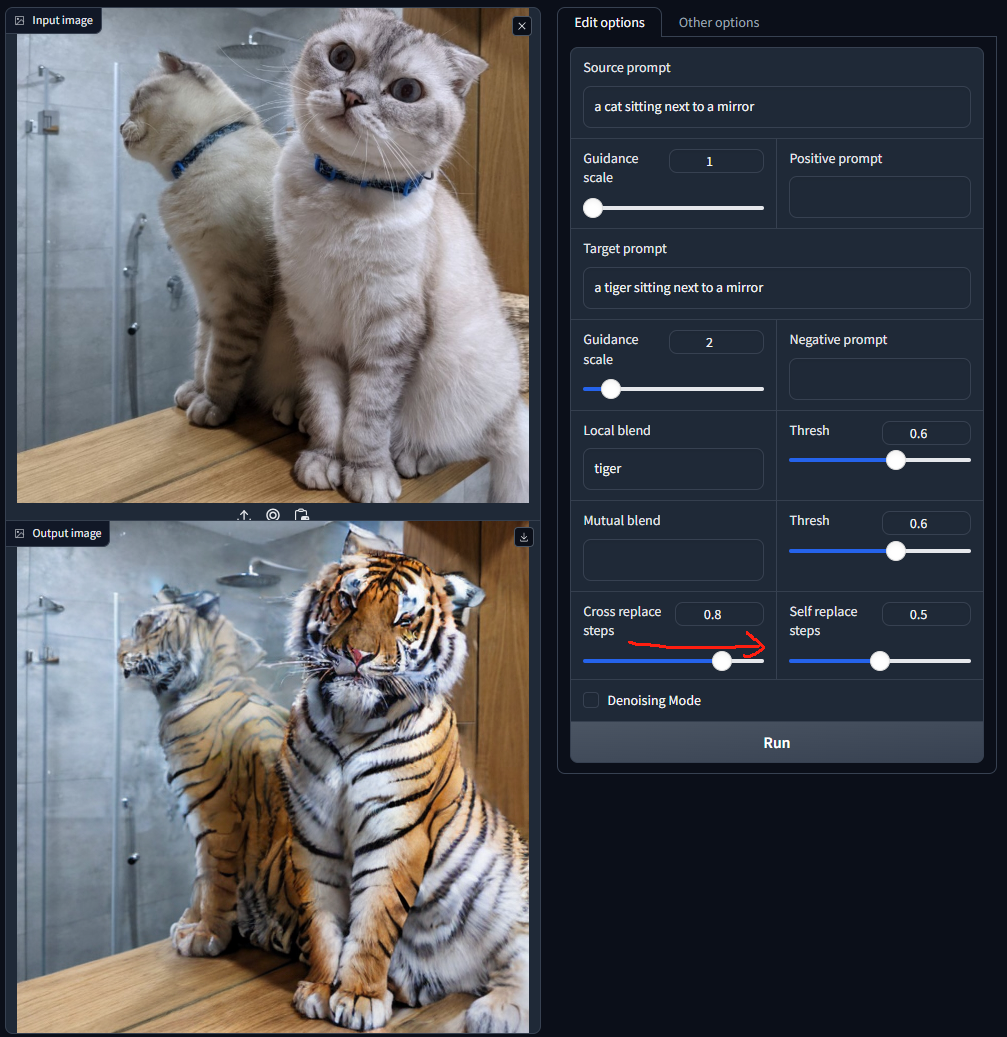 Input image
Output image
Edit options
Other options
Source prompt
a cat sitting next to a mirror
Guidance
scale
1
Positive prompt
Target prompt
a tiger sitting next to a mirror
Guidance
scale
2
Negative prompt
Local blend
tiger
Thresh
0.6
Mutual blend
Thresh
0.6
Cross replace
steps
0.8
Self replace
steps
0.5
Denoising Mode
Run